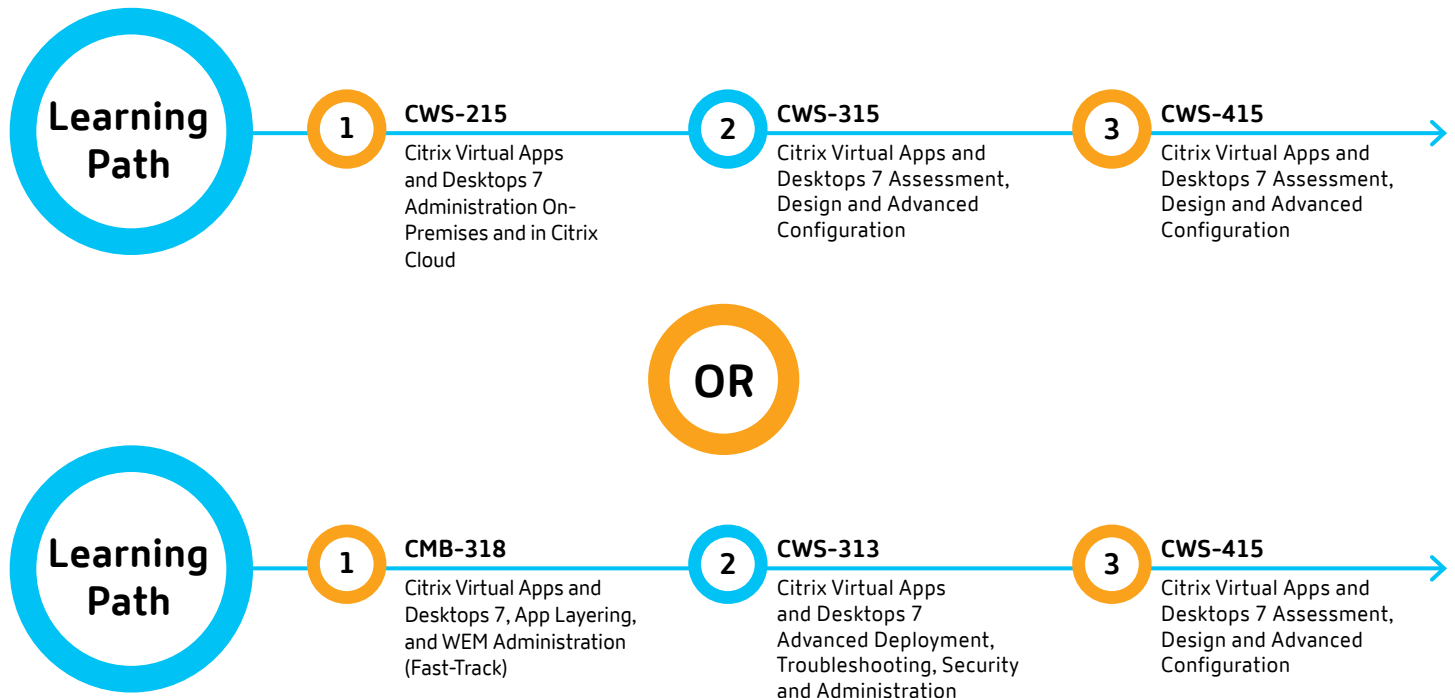 Learning
Path
1
CWS-215
Citrix Virtual Apps
and Desktops 7
Administration On-
Premises and in Citrix
Cloud
2
CWS-315
Citrix Virtual Apps and
Desktops 7 Assessment,
Design and Advanced
Configuration
3
CWS-415
Citrix Virtual Apps and
Desktops 7 Assessment,
Design and Advanced
Configuration
OR
Learning
Path
1
CMB-318
Citrix Virtual Apps and
Desktops 7, App Layering,
and WEM Administration
(Fast-Track)
2
CWS-313
Citrix Virtual Apps
and Desktops 7
Advanced Deployment,
Troubleshooting, Security
and Administration
3
CWS-415
Citrix Virtual Apps and
Desktops 7 Assessment,
Design and Advanced
Configuration